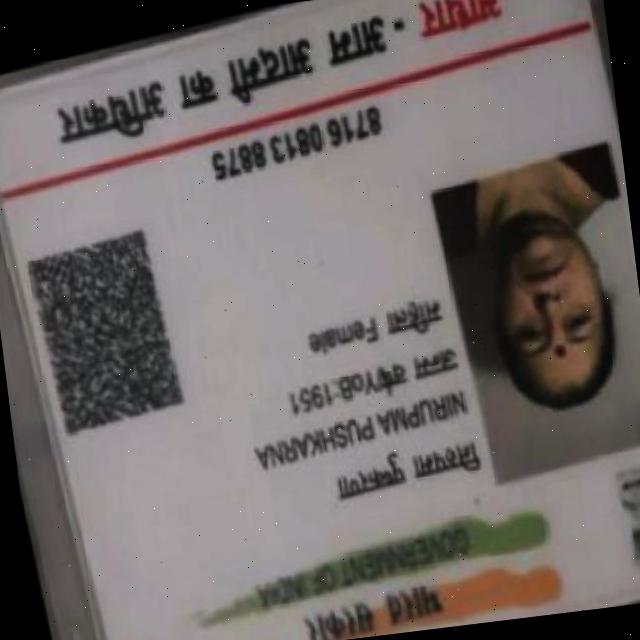 भारत सरकार
GOVERNMENT OF INDIA
निरुपमा पुष्करणा
NIRUPMA PUSHKARNA
जन्म वर्ष/YoB:1951
महिला Female
8716 0813 8875
आधार - आम आदमी का अधिकार